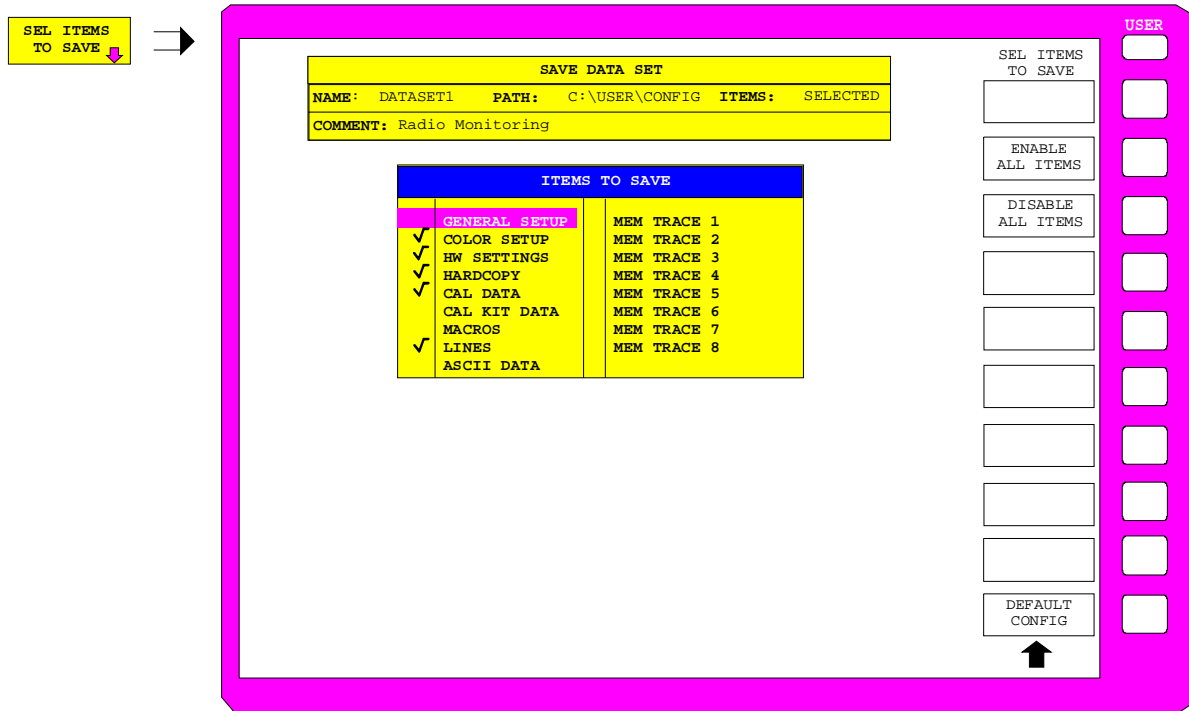 SEL ITEMS
TO SAVE
USER
SEL ITEMS
TO SAVE
SAVE DATA SET
NAME: DATASET1 PATH: C:\USER\CONFIG ITEMS: SELECTED
COMMENT: Radio Monitoring
ENABLE
ALL ITEMS
DISABLE
ALL ITEMS
ITEMS TO SAVE
GENERAL SETUP MEM TRACE 1
√ COLOR SETUP MEM TRACE 2
√ HW SETTINGS MEM TRACE 3
√ HARDCOPY MEM TRACE 4
√ CAL DATA MEM TRACE 5
CAL KIT DATA MEM TRACE 6
MACROS MEM TRACE 7
√ LINES MEM TRACE 8
ASCII DATA
DEFAULT
CONFIG